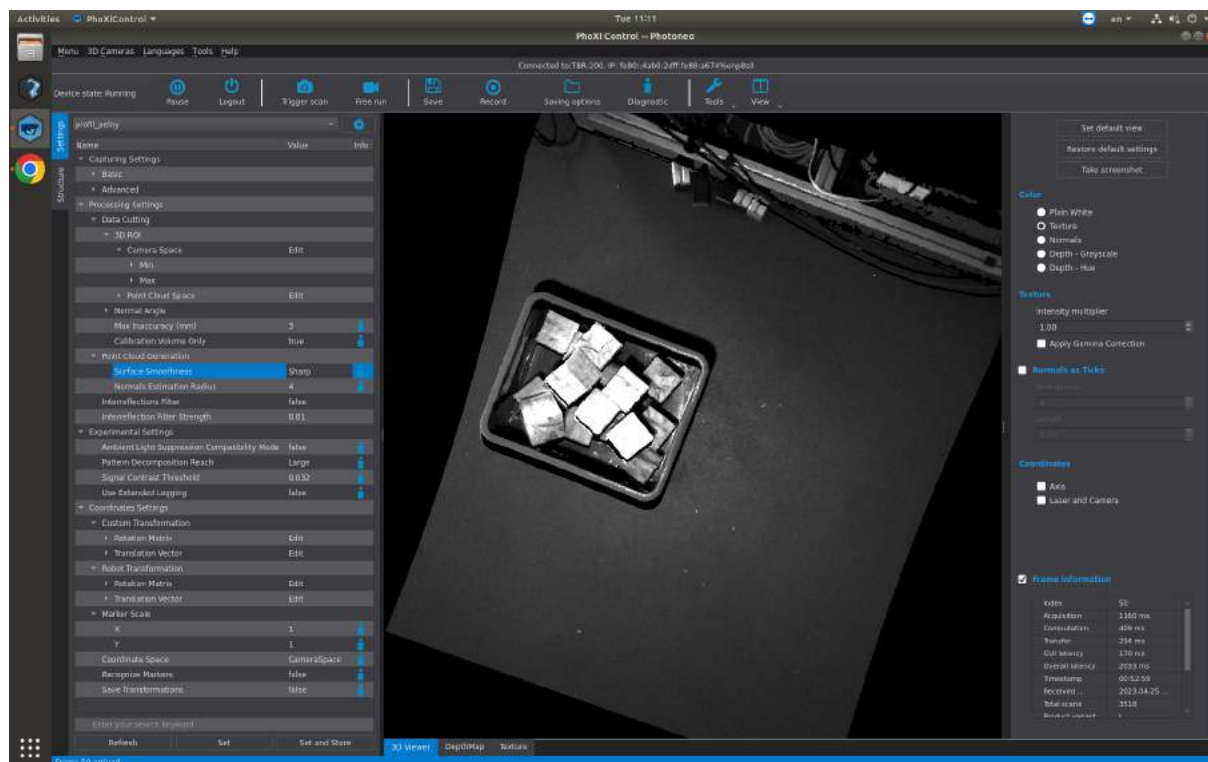 Activities PhoXiControl Tue 11:11 en
PhoXi Control — Photoneo
Menu 3D Cameras Languages Tools Help
Device state: Running Pause Logout Trigger scan Free run Save Record Saving options Diagnostic Tools View
Settings
Structure
profil_pelny
Name Value Info
Capturing Settings
Basic
Advanced
Processing Settings
Data Cutting
3D ROI
Camera Space Edit
Min
Max
Point Cloud Space Edit
Normal Angle
Max Inaccuracy (mm) 3
Calibration Volume Only true
Point Cloud Generation
Surface Smoothness Sharp
Normals Estimation Radius 4
Interreflections Filter false
Interreflection Filter Strength 0.01
Experimental Settings
Ambient Light Suppression Compatibility Mode false
Pattern Decomposition Reach Large
Signal Contrast Threshold 0.032
Use Extended Logging false
Coordinates Settings
Custom Transformation
Rotation Matrix Edit
Translation Vector Edit
Robot Transformation
Rotation Matrix Edit
Translation Vector Edit
Marker Scale
X 1
Y 1
Coordinate Space CameraSpace
Recognize Markers false
Save Transformations false
Enter your search keyword
Refresh Set Set and Store
3D Viewer DepthMap Texture
Set default view
Restore default settings
Take screenshot
Color
Plain White
Texture
Normals
Depth - Grayscale
Depth - Hue
Texture
Intensity multiplier
1.00
Apply Gamma Correction
Normals as Ticks
Coordinates
Axis
Laser and Camera
Frame information
Index 50
Acquisition 1160 ms
Computation 409 ms
Transfer 294 ms
GUI latency 170 ms
Overall latency 2033 ms
Timestamp 00:52:59
Received ... 2023-04-25 ...
Total scans 3518